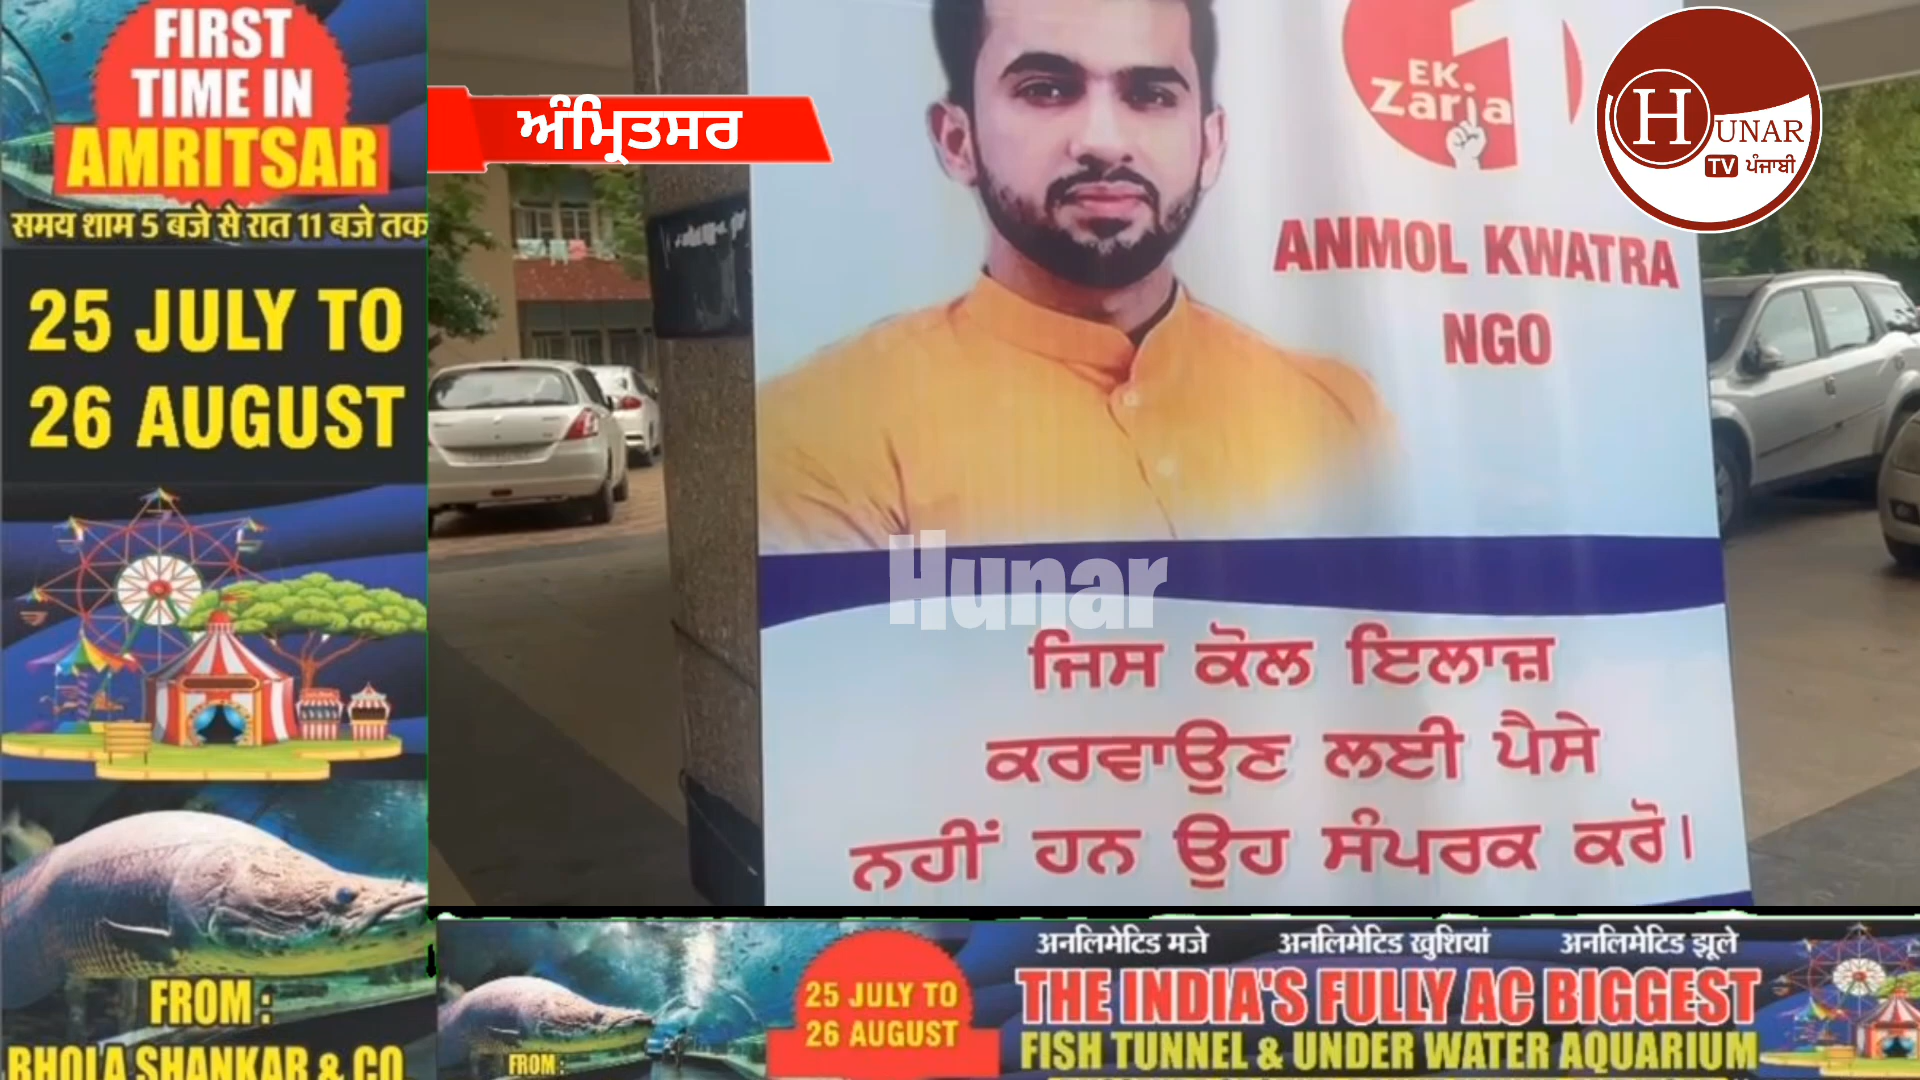 FIRST
TIME IN
AMRITSAR
समय शाम 5 बजे से रात 11 बजे तक
25 JULY TO
26 AUGUST
FROM :
BHOLA SHANKAR & CO
ਅੰਮ੍ਰਿਤਸਰ
EK
Zaria
1
H UNAR
TV ਪੰਜਾਬੀ
ANMOL KWATRA
NGO
Hunar
ਜਿਸ ਕੋਲ ਇਲਾਜ਼
ਕਰਵਾਉਣ ਲਈ ਪੈਸੇ
ਨਹੀਂ ਹਨ ਉਹ ਸੰਪਰਕ ਕਰੋ।
FROM :
25 JULY TO
26 AUGUST
अनलिमेटिड मजे अनलिमेटिड खुशियां अनलिमेटिड झूले
THE INDIA'S FULLY AC BIGGEST
FISH TUNNEL & UNDER WATER AQUARIUM